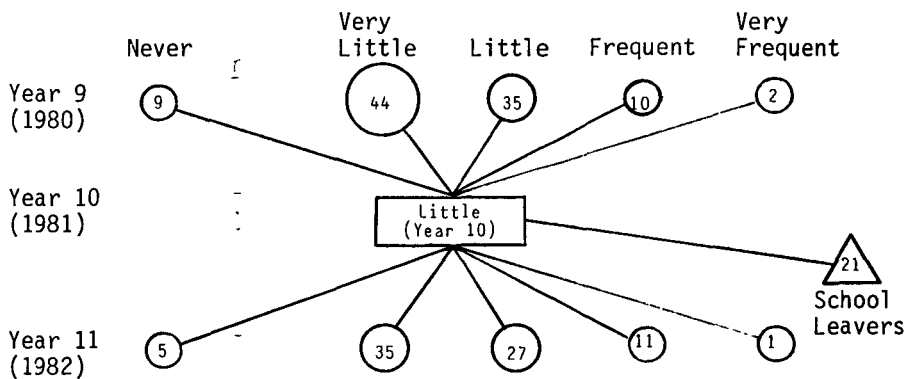 Never
Very
Little
Little
Frequent
Very
Frequent
Year 9
(1980)
9
44
35
10
2
Year 10
(1981)
Little
(Year 10)
21
School
Leavers
Year 11
(1982)
5
35
27
11
1